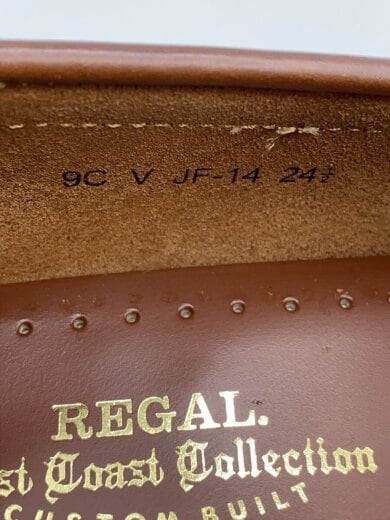 9C V JF-14 24½
REGAL.
st Coast Collection
CUSTOM BUILT